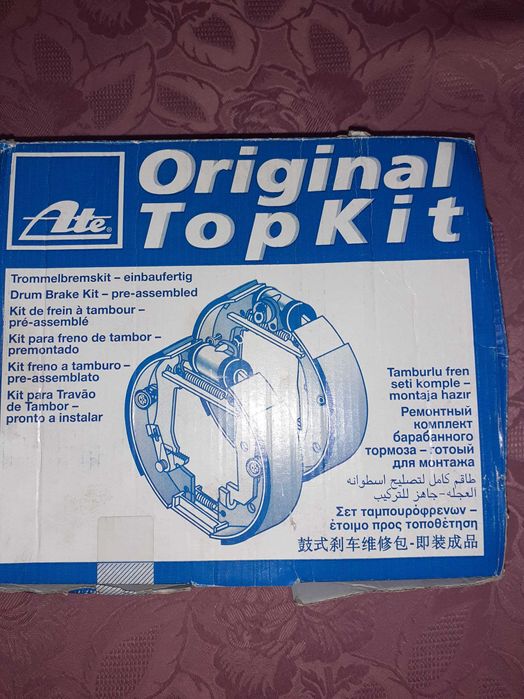 Ate
Original
TopKit
Trommelbremskit – einbaufertig
Drum Brake Kit – pre-assembled
Kit de frein à tambour –
pré-assemblé
Kit para freno de tambor –
premontado
Kit freno a tamburo –
pre-assemblato
Kit para Travão
de Tambor –
pronto a instalar
Tamburlu fren
seti komple –
montaja hazır
Ремонтный
комплект
барабанного
тормоза – готовый
для монтажа
طاقم كامل لتصليح اسطوانه
العجله-جاهز للتركيب
Σετ ταμπουρόφρενων –
έτοιμο προς τοποθέτηση
鼓式刹车维修包-即装成品